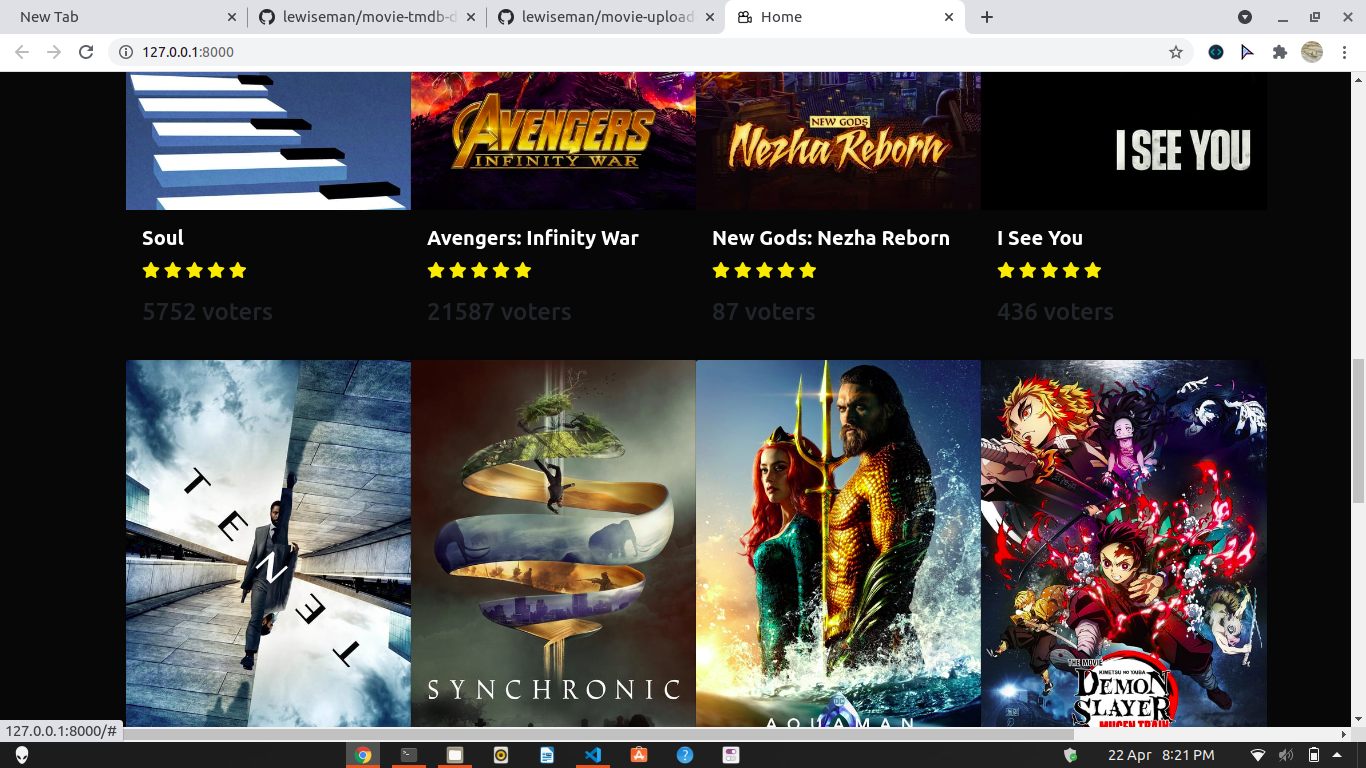 New Tab
lewiseman/movie-tmdb-d
lewiseman/movie-upload
Home
127.0.0.1:8000
AVENGERS
INFINITY WAR
NEW GODS
Nezha Reborn
I SEE YOU
Soul
Avengers: Infinity War
New Gods: Nezha Reborn
I See You
5752 voters
21587 voters
87 voters
436 voters
TENET
SYNCHRONIC
AQUAMAN
THE MOVIE
KIMETSU NO YAIBA
DEMON
SLAYER
MUGEN TRAIN
127.0.0.1:8000/#
22 Apr 8:21 PM